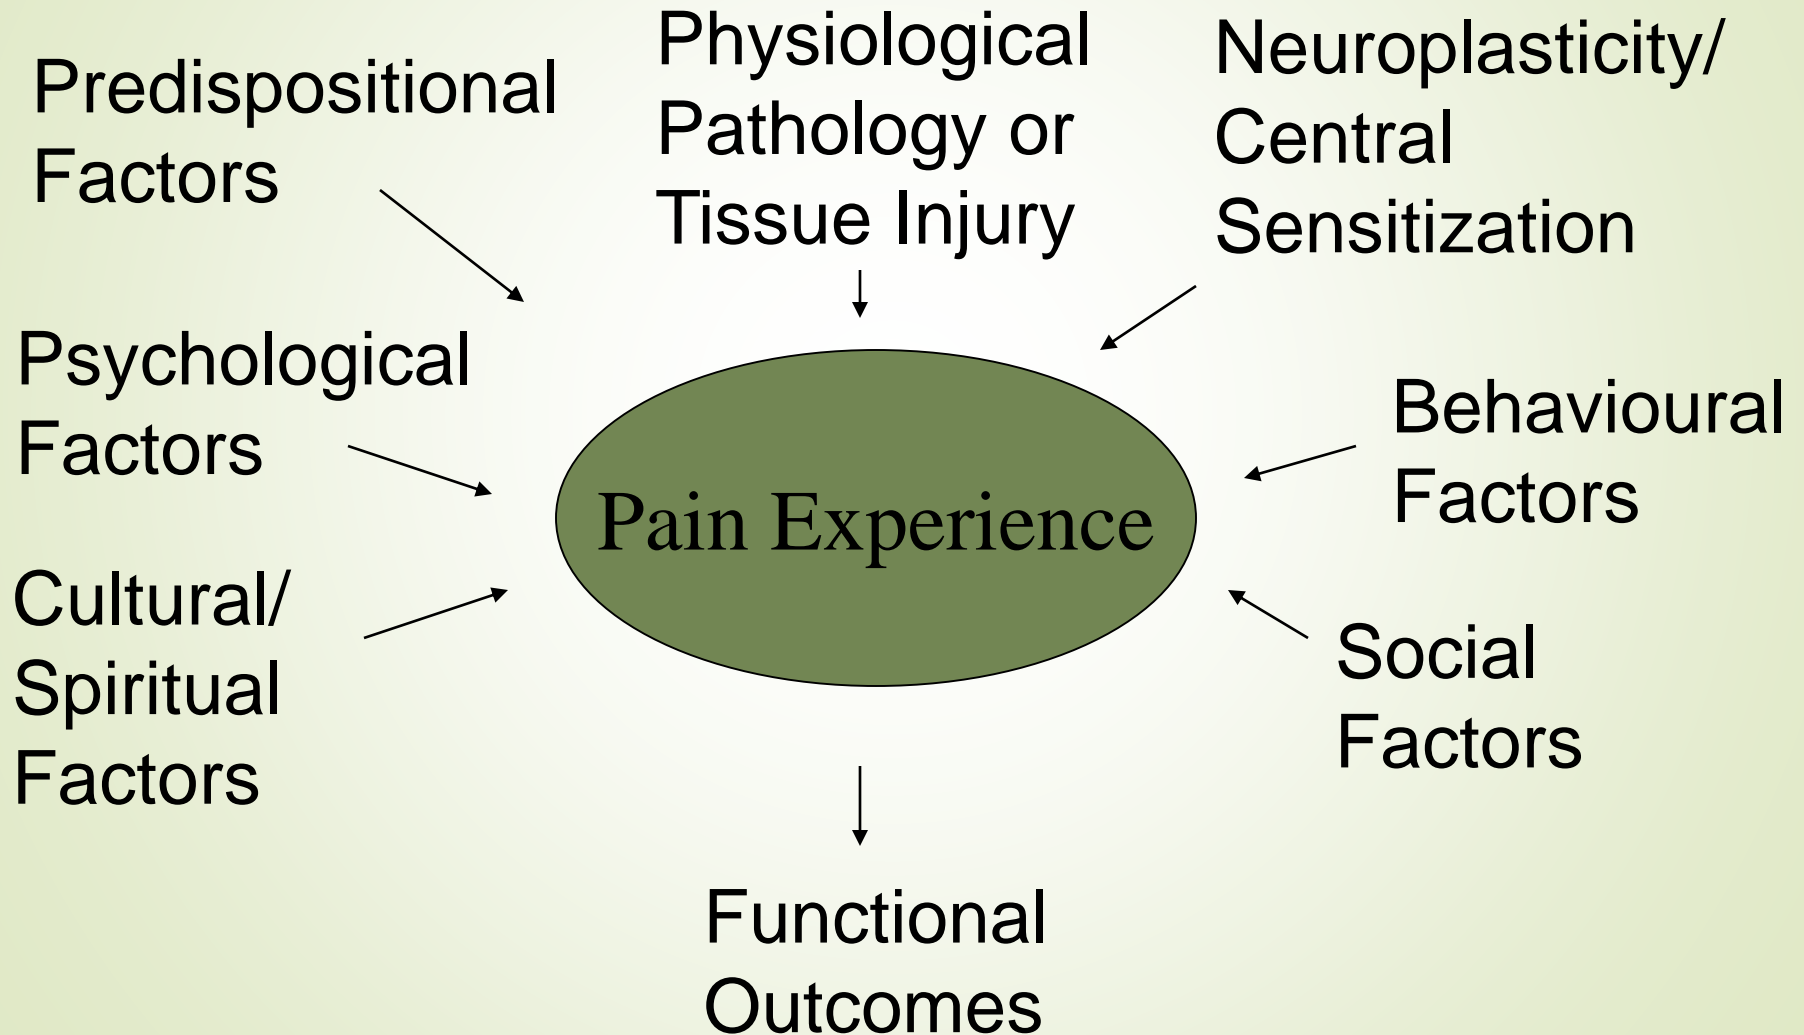 Predispositional
Factors
Physiological
Pathology or
Tissue Injury
Neuroplasticity/
Central
Sensitization
Psychological
Factors
Pain Experience
Behavioural
Factors
Cultural/
Spiritual
Factors
Social
Factors
Functional
Outcomes